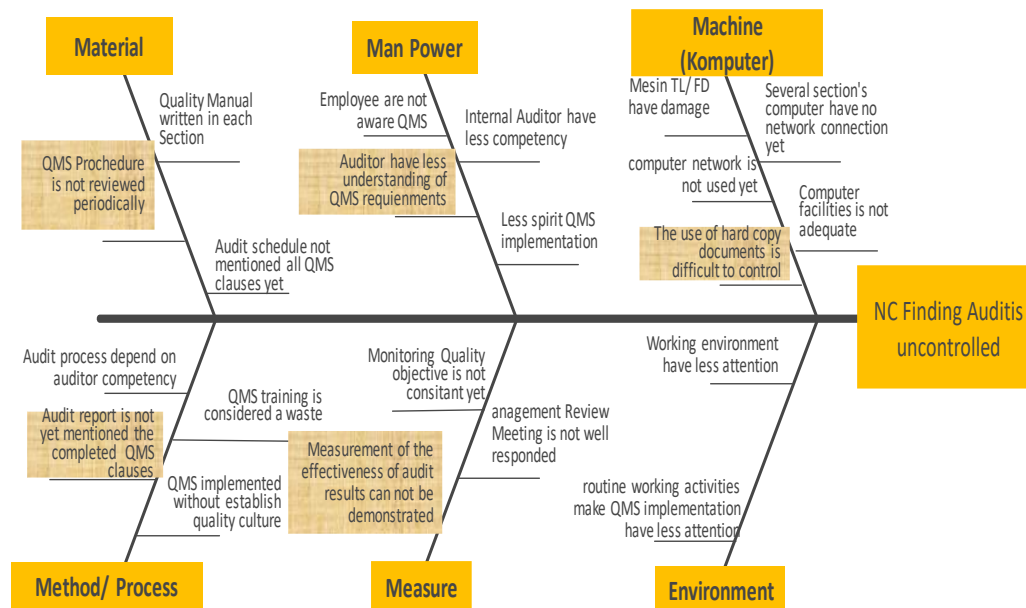 Material
Quality Manual
written in each
Section
QMS Prochedure
is not reviewed
periodically
Audit schedule not
mentioned all QMS
clauses yet
Man Power
Employee are not
aware QMS
Internal Auditor have
less competency
Auditor have less
understanding of
QMS requienments
Less spirit QMS
implementation
Machine
(Komputer)
Mesin TL/ FD
have damage
Several section's
computer have no
network connection
yet
computer network is
not used yet
Computer
facilities is not
adequate
The use of hard copy
documents is
difficult to control
NC Finding Auditis
uncontrolled
Audit process depend on
auditor competency
QMS training is
considered a waste
Audit report is not
yet mentioned the
completed QMS
clauses
QMS implemented
without establish
quality culture
Method/ Process
Monitoring Quality
objective is not
consitant yet
anagement Review
Meeting is not well
responded
Measurement of the
effectiveness of audit
results can not be
demonstrated
Measure
Working environment
have less attention
routine working activities
make QMS implementation
have less attention
Environment